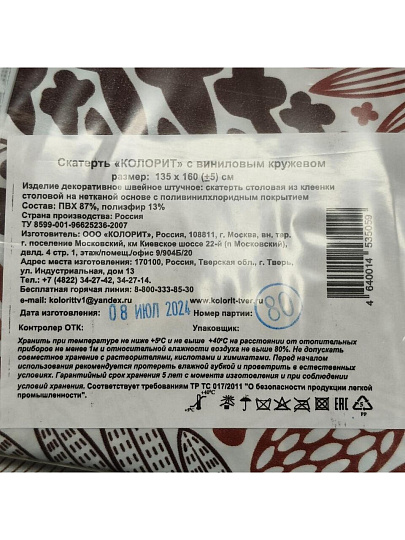 Скатерть «КОЛОРИТ» с виниловым кружевом
размер: 135 х 160 (±5) см
Изделие декоративное швейное штучное: скатерть столовая из клеенки
столовой на нетканой основе с поливинилхлоридным покрытием
Состав: ПВХ 87%, полиэфир 13%
Страна производства: Россия
ТУ 8599-001-96625236-2007
Изготовитель: ООО «КОЛОРИТ», Россия, 108811, г. Москва, вн. тер.
г. поселение Московский, км Киевское шоссе 22-й (п Московский),
двлд. 4 стр. 1, этаж/помещ./офис 9/904Б/20
Адрес места изготовления: 170100, Россия, Тверская обл., г. Тверь,
ул. Индустриальная, дом 13
Тел.: +7 (4822) 34-27-42, 34-27-34.
Бесплатная горячая линия: 8-800-333-85-30
e-mail: kolorittv1@yandex.ru www.kolorit-tver.ru
Дата изготовления: 08 ИЮЛ 2024 Номер партии: 80
Контролер ОТК: Упаковщик:
Хранить при температуре не ниже +5°С и не выше +40°С на расстоянии от отопительных
приборов не менее 1м и относительной влажности воздуха не выше 80%. Не допускать
совместное хранение с растворителями, кислотами и химикатами. Перед началом
использования рекомендуется протереть влажной губкой и проветрить в естественных
условиях. Гарантийный срок хранения 5 лет с момента изготовления и при соблюдении
условий хранения. Соответствует требованиям ТР ТС 017/2011 "О безопасности продукции легкой
промышленности".
+40°С
+5°С
EAC
PP
4640014535059